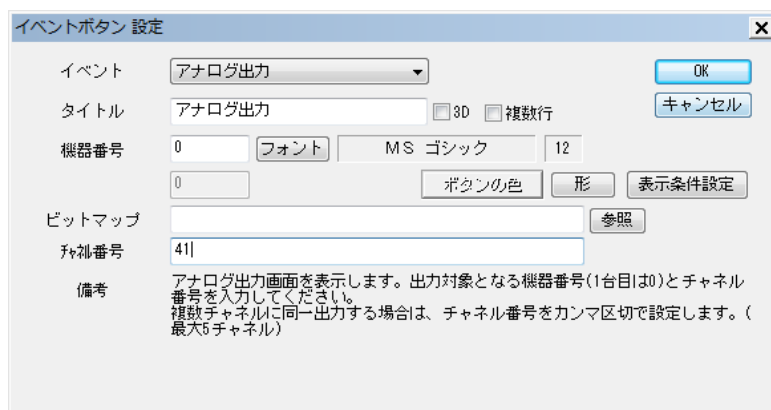 イベントボタン 設定
イベント アナログ出力 OK
タイトル アナログ出力 3D 複数行 キャンセル
機器番号 0 フォント MS ゴシック 12
0 ボタンの色 形 表示条件設定
ビットマップ 参照
ﾁｬﾈﾙ番号 41
備考 アナログ出力画面を表示します。出力対象となる機器番号(1台目は0)とチャネル
番号を入力してください。
複数チャネルに同一出力する場合は、チャネル番号をカンマ区切で設定します。(
最大5チャネル)